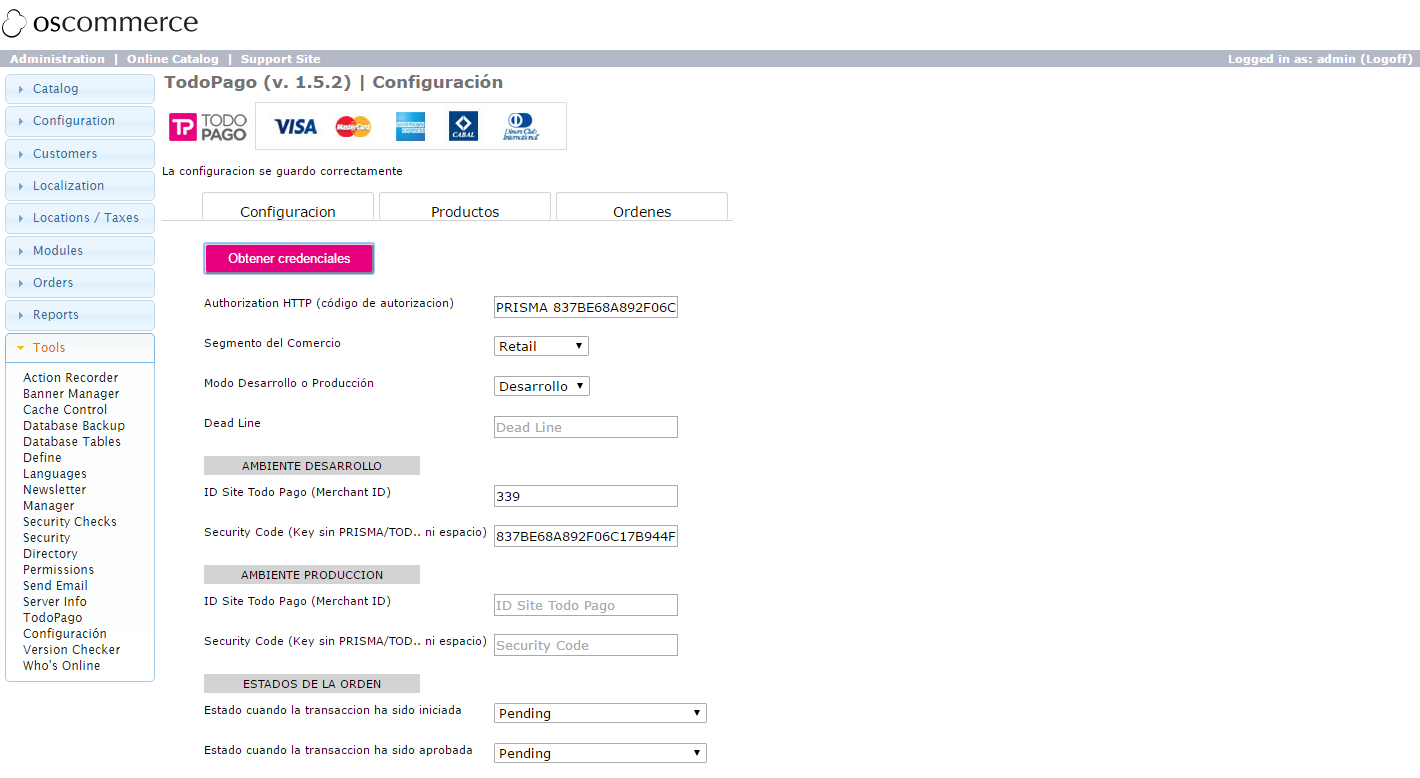 oscommerce
Administration | Online Catalog | Support Site
Logged in as: admin (Logoff)
Catalog
Configuration
Customers
Localization
Locations / Taxes
Modules
Orders
Reports
Tools
Action Recorder
Banner Manager
Cache Control
Database Backup
Database Tables
Define
Languages
Newsletter
Manager
Security Checks
Security
Directory
Permissions
Send Email
Server Info
TodoPago
Configuración
Version Checker
Who's Online
TodoPago (v. 1.5.2) | Configuración
TP TODO
PAGO
VISA
MasterCard
AMERICAN
EXPRESS
CABAL
Diners Club
International
La configuracion se guardo correctamente
Configuracion
Productos
Ordenes
Obtener credenciales
Authorization HTTP (código de autorizacion)
PRISMA 837BE68A892F06C
Segmento del Comercio
Retail
Modo Desarrollo o Producción
Desarrollo
Dead Line
Dead Line
AMBIENTE DESARROLLO
ID Site Todo Pago (Merchant ID)
339
Security Code (Key sin PRISMA/TOD.. ni espacio)
837BE68A892F06C17B944F
AMBIENTE PRODUCCION
ID Site Todo Pago (Merchant ID)
ID Site Todo Pago
Security Code (Key sin PRISMA/TOD.. ni espacio)
Security Code
ESTADOS DE LA ORDEN
Estado cuando la transaccion ha sido iniciada
Pending
Estado cuando la transaccion ha sido aprobada
Pending